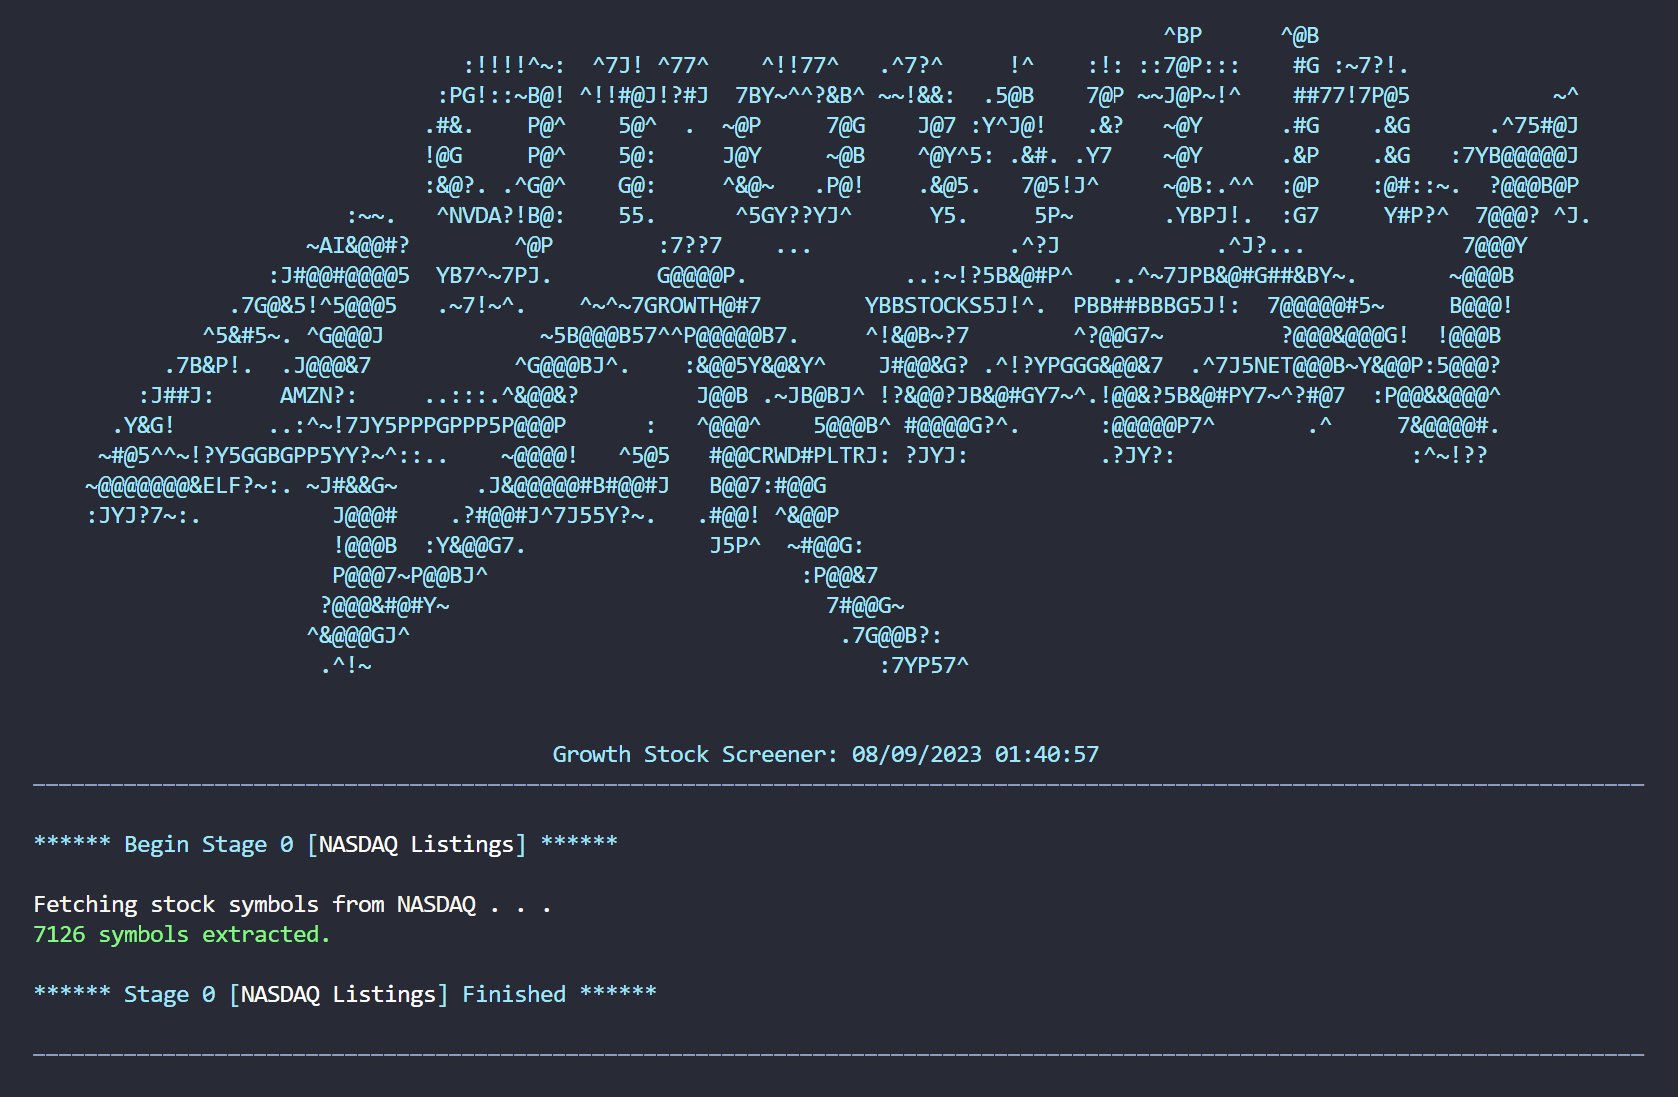 ^BP ^@B
:!!!!^~: ^7J! ^77^ ^!!77^ .^7?^ !^ :!: ::7@P::: #G :~7?!.
:PG!::~B@! ^!!#@J!?#J 7BY~^^?&B^ ~~!&&: .5@B 7@P ~~J@P~!^ ##77!7P@5 ~^
.#&. P@^ 5@^ . ~@P 7@G J@7 :Y^J@! .&? ~@Y .#G .&G .^75#@J
!@G P@^ 5@: J@Y ~@B ^@Y^5: .&#. .Y7 ~@Y .&P .&G :7YB@@@@@J
:&@?. .^G@^ G@: ^&@~ .P@! .&@5. 7@5!J^ ~@B:.^^ :@P :@#::~. ?@@@B@P
:~~. ^NVDA?!B@: 55. ^5GY??YJ^ Y5. 5P~ .YBPJ!. :G7 Y#P?^ 7@@@? ^J.
~AI&@@#? ^@P :7??7 ... .^?J .^J?... 7@@@Y
:J#@@#@@@@5 YB7^~7PJ. G@@@@P. ..:~!?5B&@#P^ ..^~7JPB&@#G##&BY~. ~@@@B
.7G@&5!^5@@@5 .~7!~^. ^~^~7GROWTH@#7 YBBSTOCKS5J!^. PBB##BBBG5J!: 7@@@@@#5~ B@@@!
^5&#5~. ^G@@@J ~5B@@@B57^^P@@@@@B7. ^!&@B~?7 ^?@@G7~ ?@@@&@@@G! !@@@B
.7B&P!. .J@@@&7 ^G@@@BJ^. :&@@5Y&@&Y^ J#@@&G? .^!?YPGGG&@@&7 .^7J5NET@@@B~Y&@@P:5@@@?
:J##J: AMZN?: ..:::.^&@@&? J@@B .~JB@BJ^ !?&@@?JB&@#GY7~^.!@@&?5B&@#PY7~^?#@7 :P@@&&@@@^
.Y&G! ..:^~!7JY5PPPGPPP5P@@@P : ^@@@^ 5@@@B^ #@@@@G?^. :@@@@@P7^ .^ 7&@@@@#.
~#@5^^~!?Y5GGBGPP5YY?~^::.. ~@@@@! ^5@5 #@@CRWD#PLTRJ: ?JYJ: .?JY?: :^~!??
~@@@@@@@&ELF?~:. ~J#&&G~ .J&@@@@@#B#@@#J B@@7:#@@G
:JYJ?7~:. J@@@# .?#@@#J^7J55Y?~. .#@@! ^&@@P
!@@@B :Y&@@G7. J5P^ ~#@@G:
P@@@7~P@@BJ^ :P@@&7
?@@@&#@#Y~ 7#@@G~
^&@@@GJ^ .7G@@B?:
.^!~ :7YP57^
Growth Stock Screener: 08/09/2023 01:40:57
****** Begin Stage 0 [NASDAQ Listings] ******
Fetching stock symbols from NASDAQ . . .
7126 symbols extracted.
****** Stage 0 [NASDAQ Listings] Finished ******